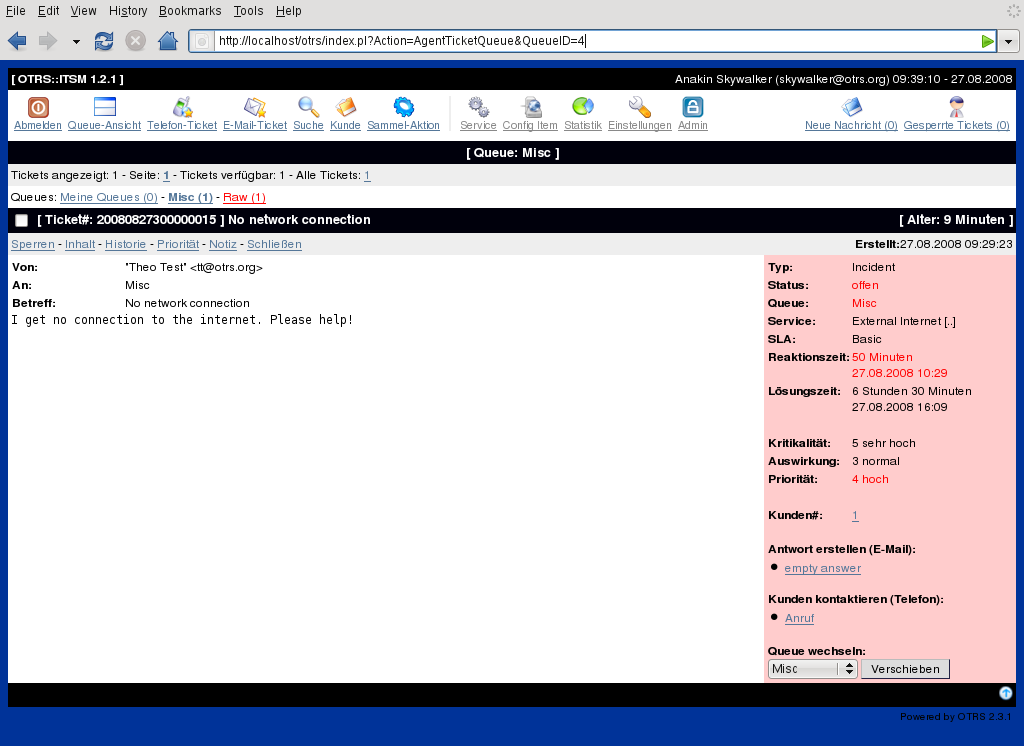 File Edit View History Bookmarks Tools Help
http://localhost/otrs/index.pl?Action=AgentTicketQueue&QueueID=4
[ OTRS::ITSM 1.2.1 ] Anakin Skywalker (skywalker@otrs.org) 09:39:10 - 27.08.2008
Abmelden Queue-Ansicht Telefon-Ticket E-Mail-Ticket Suche Kunde Sammel-Aktion Service Config Item Statistik Einstellungen Admin Neue Nachricht (0) Gesperrte Tickets (0)
[ Queue: Misc ]
Tickets angezeigt: 1 - Seite: 1 - Tickets verfügbar: 1 - Alle Tickets: 1
Queues: Meine Queues (0) - Misc (1) - Raw (1)
[ Ticket#: 20080827300000015 ] No network connection [ Alter: 9 Minuten ]
Sperren - Inhalt - Historie - Priorität - Notiz - Schließen Erstellt:27.08.2008 09:29:23
Von: "Theo Test" <tt@otrs.org>
An: Misc
Betreff: No network connection
I get no connection to the internet. Please help!
Typ: Incident
Status: offen
Queue: Misc
Service: External Internet [..]
SLA: Basic
Reaktionszeit: 50 Minuten
27.08.2008 10:29
Lösungszeit: 6 Stunden 30 Minuten
27.08.2008 16:09
Kritikalität: 5 sehr hoch
Auswirkung: 3 normal
Priorität: 4 hoch
Kunden#: 1
Antwort erstellen (E-Mail):
empty answer
Kunden kontaktieren (Telefon):
Anruf
Queue wechseln:
Misc Verschieben
Powered by OTRS 2.3.1